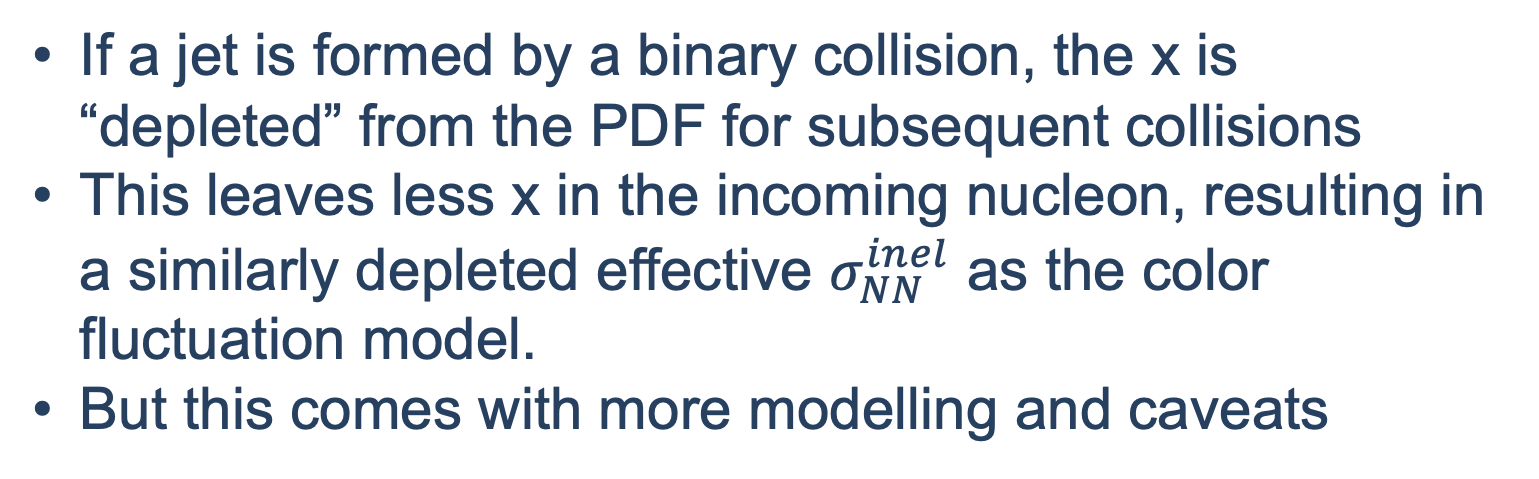 • If a jet is formed by a binary collision, the x is
“depleted” from the PDF for subsequent collisions
• This leaves less x in the incoming nucleon, resulting in
a similarly depleted effective $\sigma_{NN}^{inel}$ as the color
fluctuation model.
• But this comes with more modelling and caveats